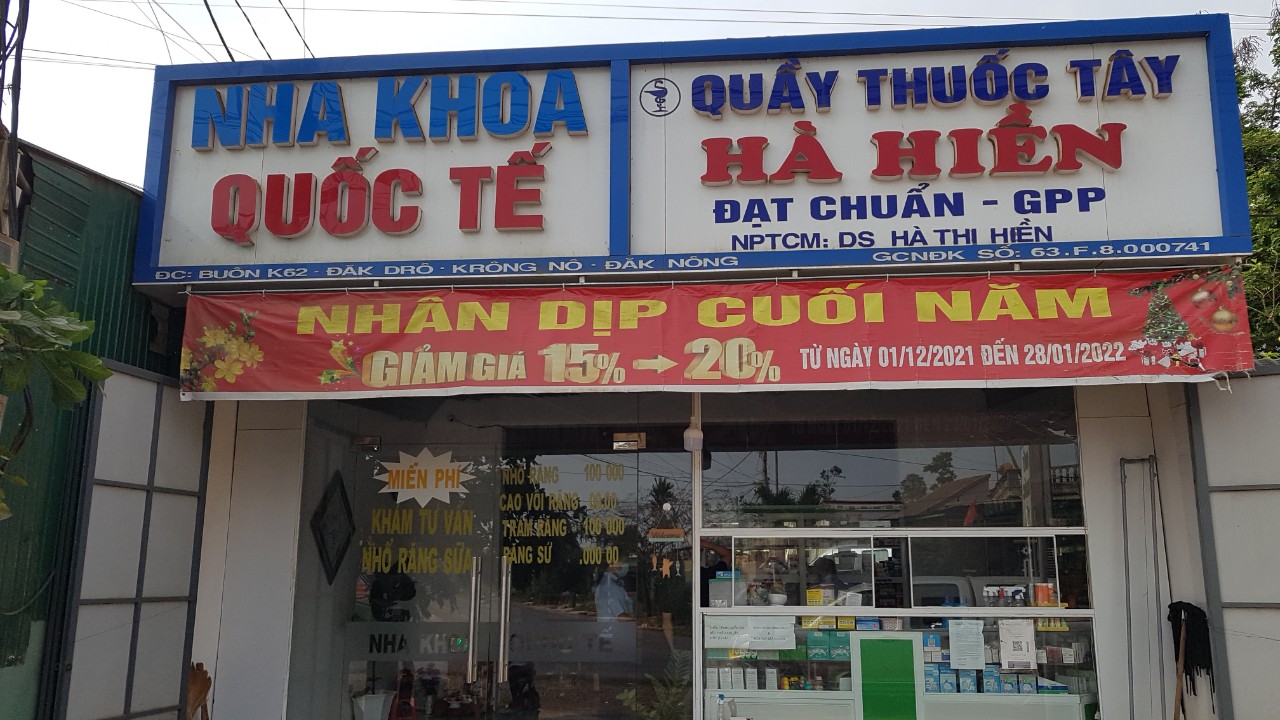 NHA KHOA
QUỐC TẾ
QUẦY THUỐC TÂY
HÀ HIỀN
ĐẠT CHUẨN - GPP
NPTCM: DS HÀ THỊ HIỀN
ĐC: BUÔN K62 - ĐĂK DRÔ - KRÔNG NÔ - ĐĂK NÔNG
GCNĐK SỐ: 63.F.8.000741
NHÂN DỊP CUỐI NĂM
GIẢM GIÁ 15% → 20%
TỪ NGÀY 01/12/2021 ĐẾN 28/01/2022
MIỄN PHÍ
KHÁM TƯ VẤN
NHỔ RĂNG SỮA
NHỔ RĂNG 100 000
CẠO VÔI RĂNG
TRÁM RĂNG 100 000
RĂNG SỨ
NHA KHOA QUỐC TẾ